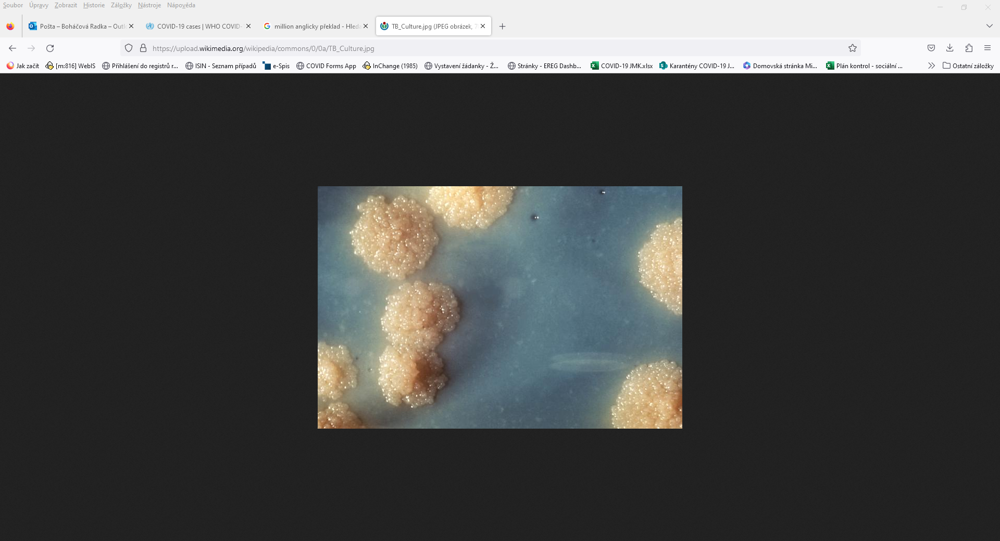 Soubor Úpravy Zobrazit Historie Záložky Nástroje Nápověda
Pošta – Boháčová Radka – Outl COVID-19 cases | WHO COVID- million anglicky překlad - Hleda TB_Culture.jpg (JPEG obrázek, 7
https://upload.wikimedia.org/wikipedia/commons/0/0a/TB_Culture.jpg
Jak začít [m:816] WebIS Přihlášení do registrů r... ISIN - Seznam případů e-Spis COVID Forms App InChange (1985) Vystavení žádanky - Ž... Stránky - EREG Dashb... COVID-19 JMK.xlsx Karantény COVID-19 J... Domovská stránka Mi... Plán kontrol - sociální ... Ostatní záložky